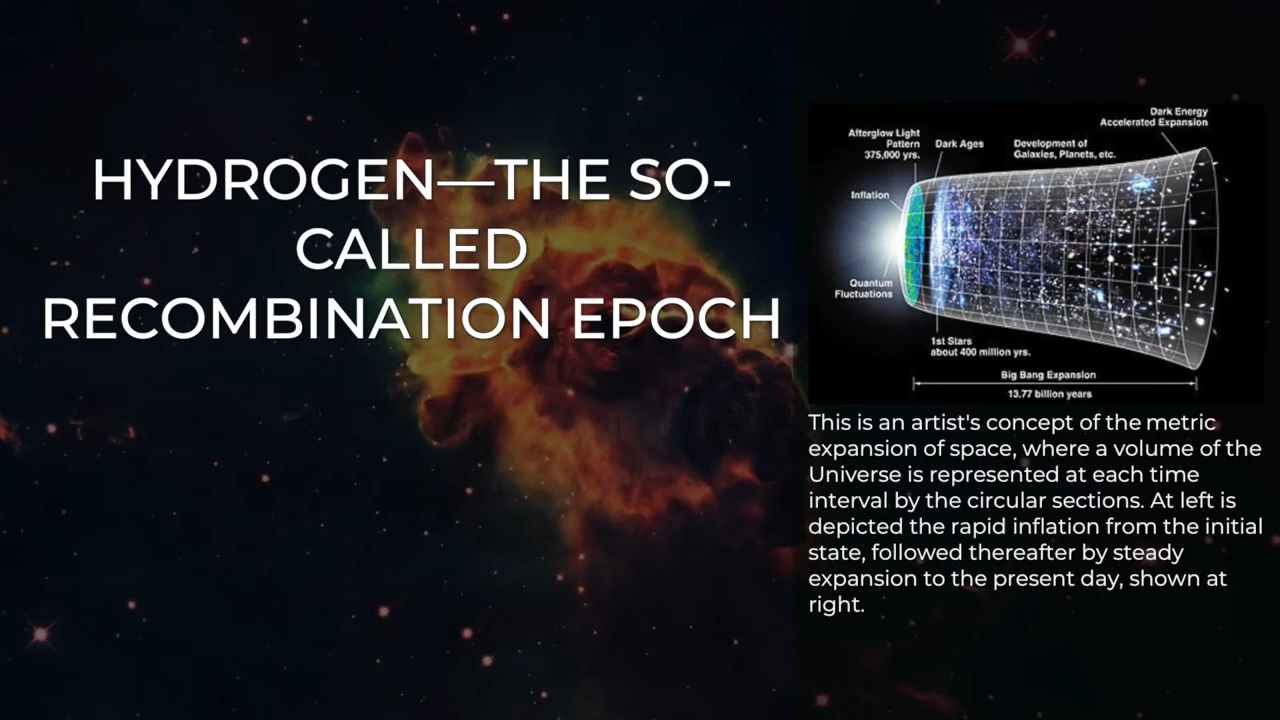 HYDROGEN—THE SO-
CALLED
RECOMBINATION EPOCH
Dark Energy
Accelerated Expansion
Afterglow Light
Pattern
375,000 yrs.
Dark Ages
Development of
Galaxies, Planets, etc.
Inflation
Quantum
Fluctuations
1st Stars
about 400 million yrs.
Big Bang Expansion
13.77 billion years
This is an artist's concept of the metric
expansion of space, where a volume of the
Universe is represented at each time
interval by the circular sections. At left is
depicted the rapid inflation from the initial
state, followed thereafter by steady
expansion to the present day, shown at
right.